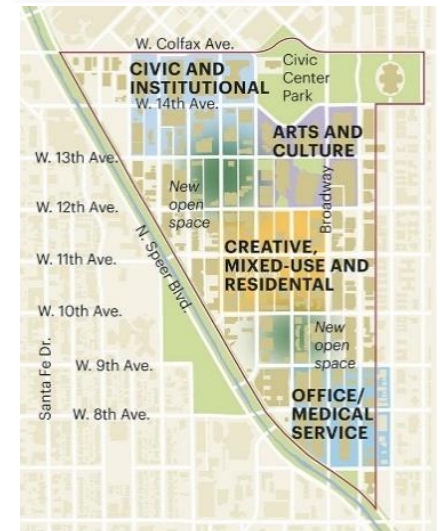 W. Colfax Ave.
CIVIC AND
INSTITUTIONAL
Civic
Center
Park
W. 14th Ave.
ARTS AND
CULTURE
W. 13th Ave.
New
open
space
Broadway
W. 12th Ave.
N. Speer Blvd.
CREATIVE,
MIXED-USE AND
RESIDENTAL
W. 11th Ave.
W. 10th Ave.
New
open
space
Santa Fe Dr.
W. 9th Ave.
OFFICE/
MEDICAL
SERVICE
W. 8th Ave.